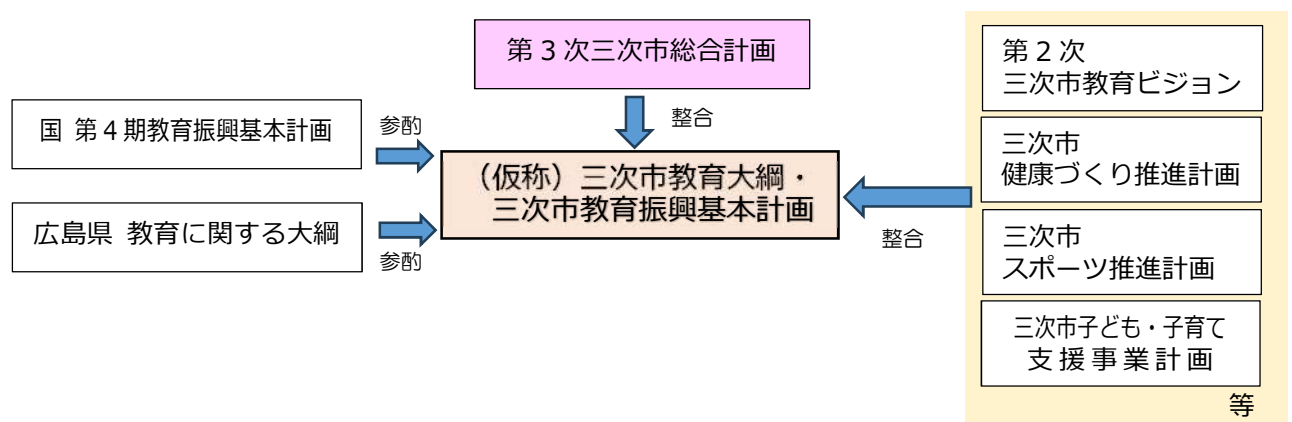 第３次三次市総合計画
整合
国 第４期教育振興基本計画
参酌
広島県 教育に関する大綱
参酌
（仮称）三次市教育大綱・
三次市教育振興基本計画
整合
第２次
三次市教育ビジョン
三次市
健康づくり推進計画
三次市
スポーツ推進計画
三次市子ども・子育て
支援事業計画
等